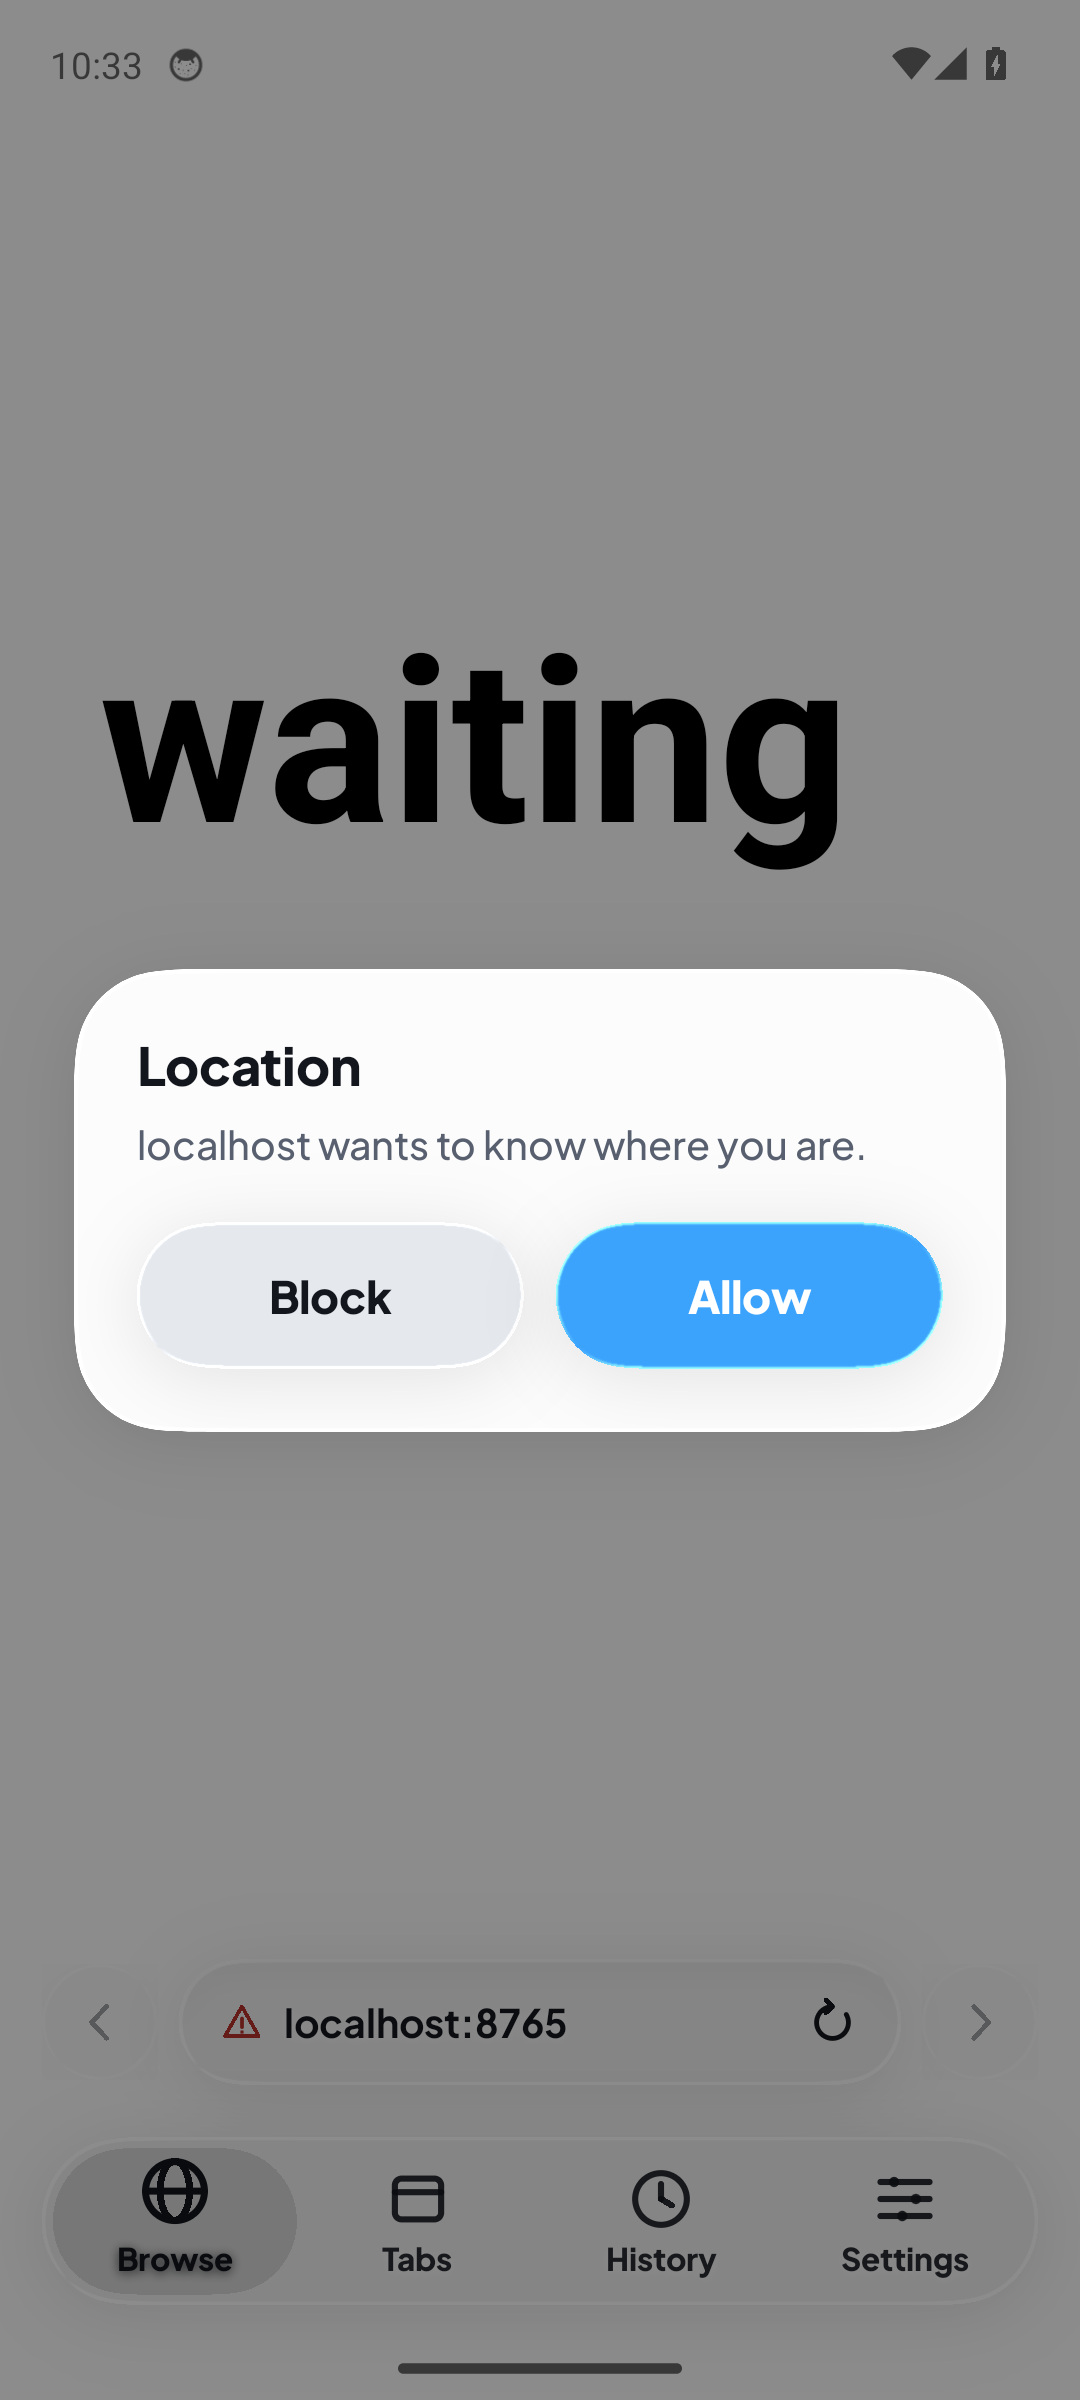 10:33
waiting
Location
localhost wants to know where you are.
Block
Allow
localhost:8765
Browse
Tabs
History
Settings